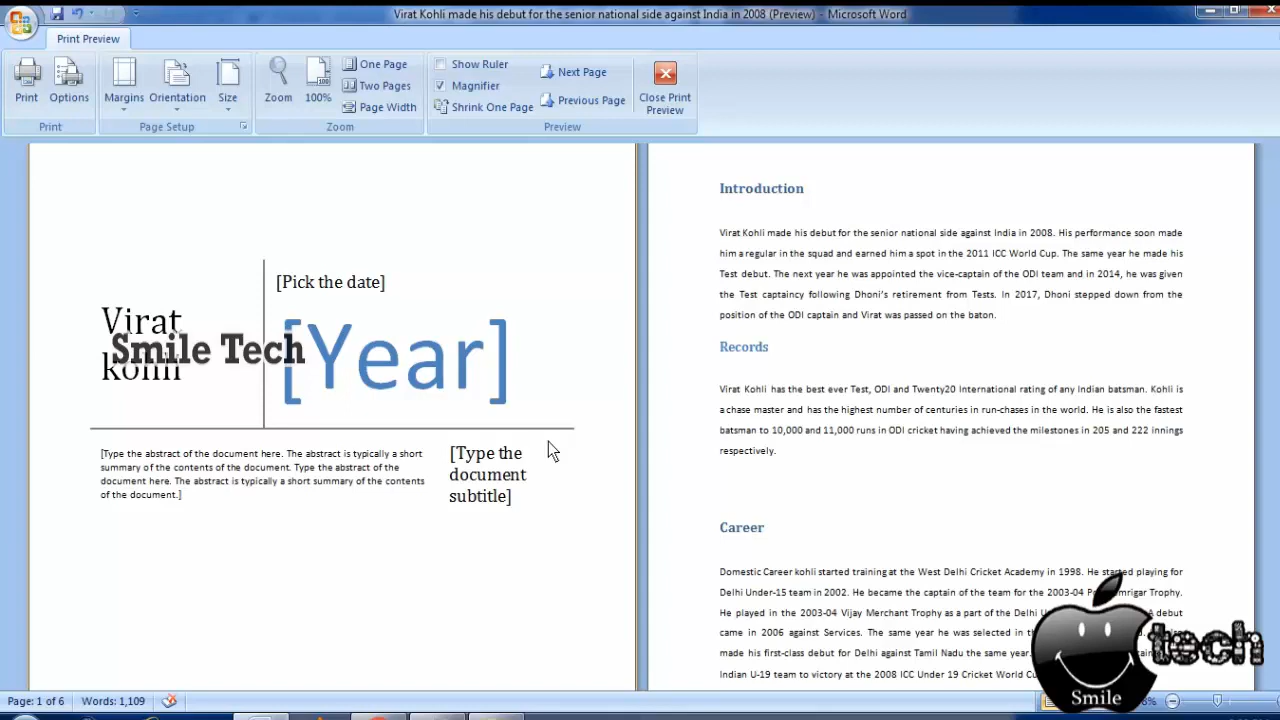 Virat Kohli made his debut for the senior national side against India in 2008 (Preview) - Microsoft Word
Print Preview
Print
Options
Margins
Orientation
Size
Zoom
100%
One Page
Two Pages
Page Width
Show Ruler
Magnifier
Shrink One Page
Next Page
Previous Page
Close Print
Preview
Print
Page Setup
Zoom
Preview
[Pick the date]
Virat
kohli
Smile Tech
[Year]
[Type the abstract of the document here. The abstract is typically a short
summary of the contents of the document. Type the abstract of the
document here. The abstract is typically a short summary of the contents
of the document.]
[Type the
document
subtitle]
Introduction
Virat Kohli made his debut for the senior national side against India in 2008. His performance soon made
him a regular in the squad and earned him a spot in the 2011 ICC World Cup. The same year he made his
Test debut. The next year he was appointed the vice-captain of the ODI team and in 2014, he was given
the Test captaincy following Dhoni's retirement from Tests. In 2017, Dhoni stepped down from the
position of the ODI captain and Virat was passed on the baton.
Records
Virat Kohli has the best ever Test, ODI and Twenty20 International rating of any Indian batsman. Kohli is
a chase master and has the highest number of centuries in run-chases in the world. He is also the fastest
batsman to 10,000 and 11,000 runs in ODI cricket having achieved the milestones in 205 and 222 innings
respectively.
Career
Domestic Career kohli started training at the West Delhi Cricket Academy in 1998. He started playing for
Delhi Under-15 team in 2002. He became the captain of the team for the 2003-04 Trophy.
He played in the 2003-04 Vijay Merchant Trophy as a part of the Delhi debut
came in 2006 against Services. The same year he was selected in
made his first-class debut for Delhi against Tamil Nadu the same year.
Indian U-19 team to victory at the 2008 ICC Under 19 Cricket World
tech
Smile
Page: 1 of 6
Words: 1,109